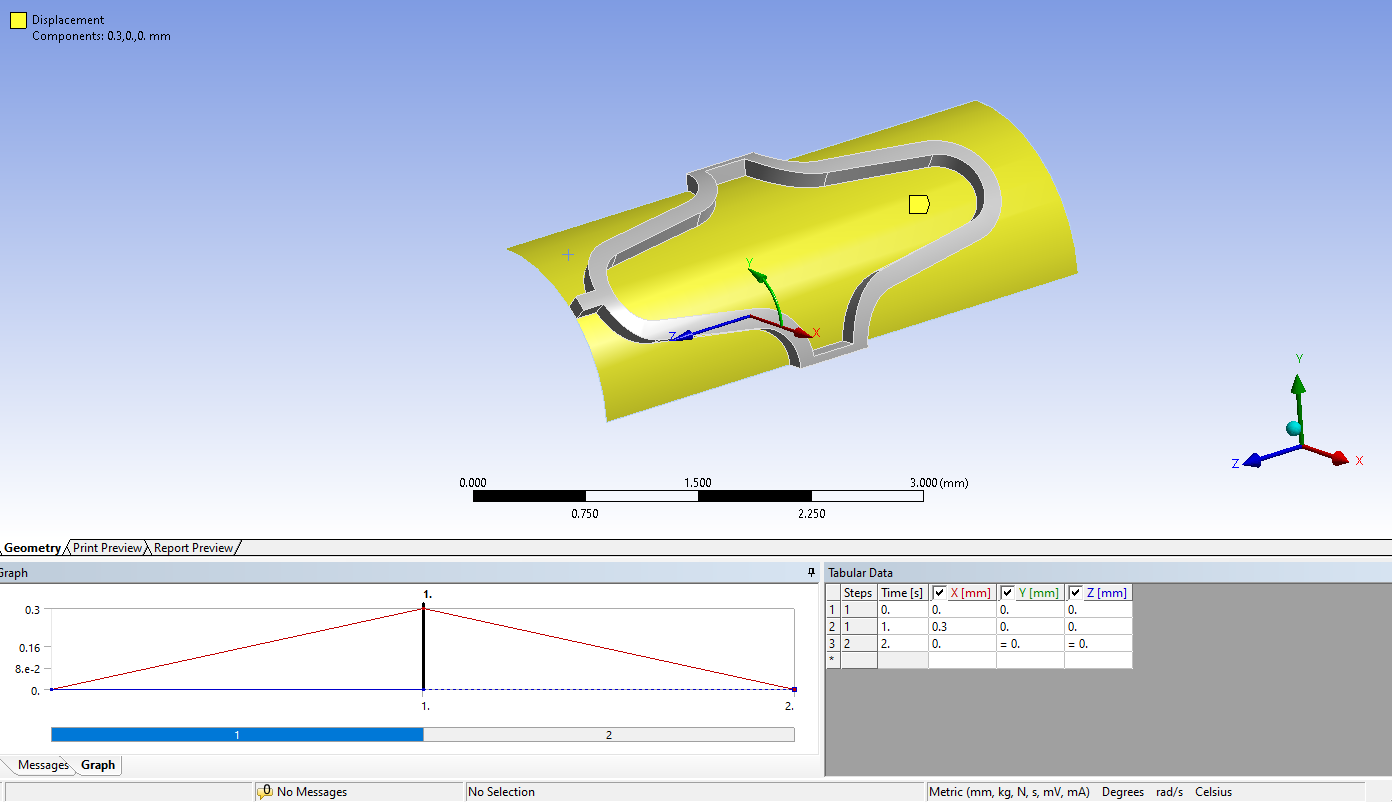 Displacement
Components: 0.3,0.,0. mm
Y
Z
X
Y
Z
X
0.000 1.500 3.000 (mm)
0.750 2.250
Geometry Print Preview Report Preview
Graph
1.
0.3
0.16
8.e-2
0.
1. 2.
1 2
Messages Graph
Tabular Data
Steps Time [s] X [mm] Y [mm] Z [mm]
1 1 0. 0. 0. 0.
2 1 1. 0.3 0. 0.
3 2 2. 0. = 0. = 0.
*
0 No Messages No Selection Metric (mm, kg, N, s, mV, mA) Degrees rad/s Celsius